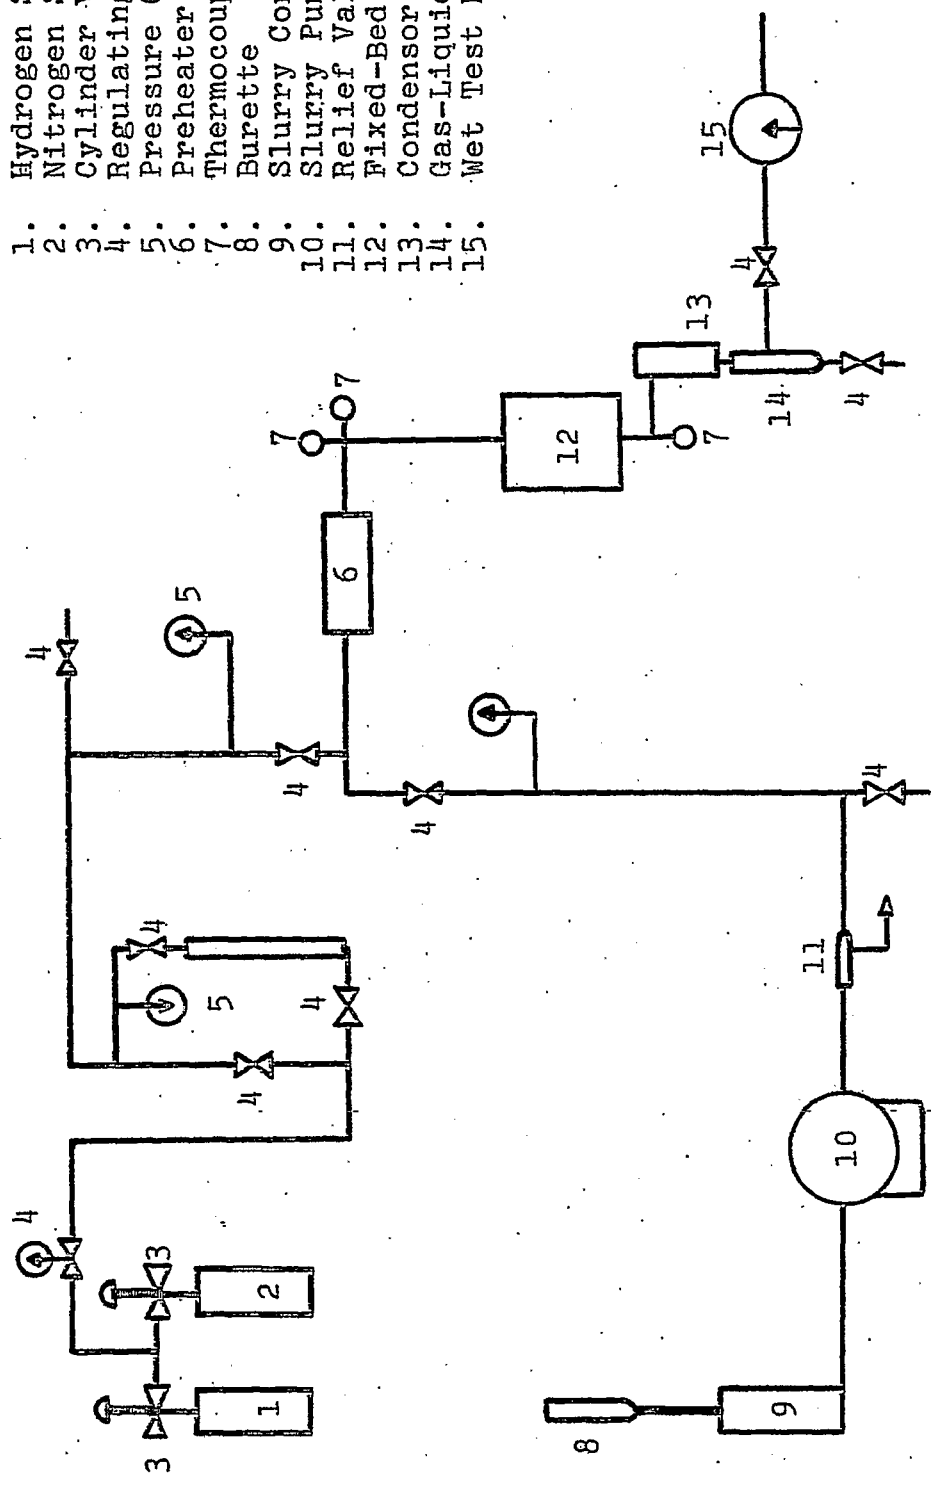 1. Hydrogen
2. Nitrogen
3. Cylinder
4. Regulating
5. Pressure
6. Preheater
7. Thermocoup
8. Burette
9. Slurry Con
10. Slurry Pu
11. Relief Val
12. Fixed-Bed
13. Condensor
14. Gas-Liqui
15. Wet Test
4
4
3
3
4
5
5
4
1
2
7
4
4
6
7
4
12
8
13
15
7
4
14
9
11
10
4
4